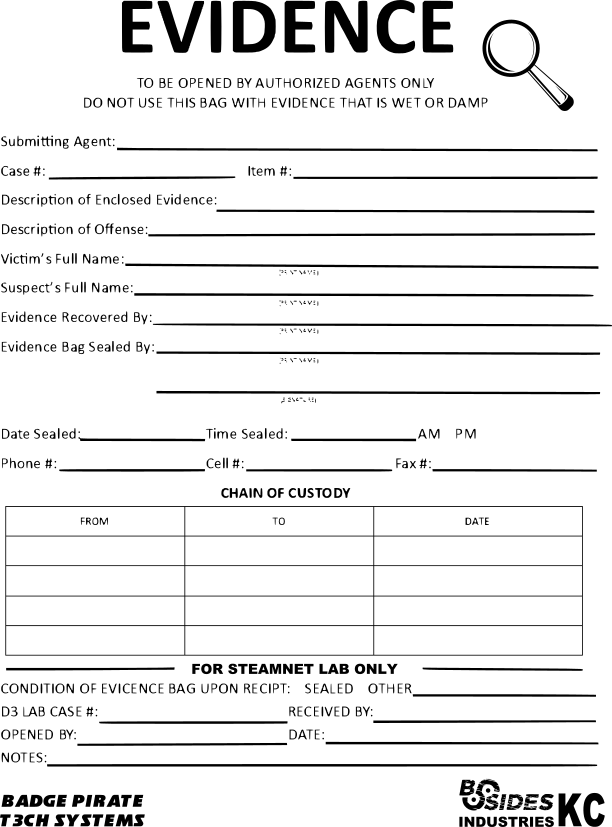 EVIDENCE
TO BE OPENED BY AUTHORIZED AGENTS ONLY
DO NOT USE THIS BAG WITH EVIDENCE THAT IS WET OR DAMP
Submitting Agent:
Case #: Item #:
Description of Enclosed Evidence:
Description of Offense:
Victim's Full Name:
(PRINT NAME)
Suspect's Full Name:
(PRINT NAME)
Evidence Recovered By:
(PRINT NAME)
Evidence Bag Sealed By:
(PRINT NAME)
(SIGNATURE)
Date Sealed: Time Sealed: AM PM
Phone #: Cell #: Fax #:
CHAIN OF CUSTODY
FROM TO DATE
FOR STEAMNET LAB ONLY
CONDITION OF EVICENCE BAG UPON RECIPT: SEALED OTHER
D3 LAB CASE #: RECEIVED BY:
OPENED BY: DATE:
NOTES:
BADGE PIRATE
T3CH SYSTEMS
BSIDES KC
INDUSTRIES